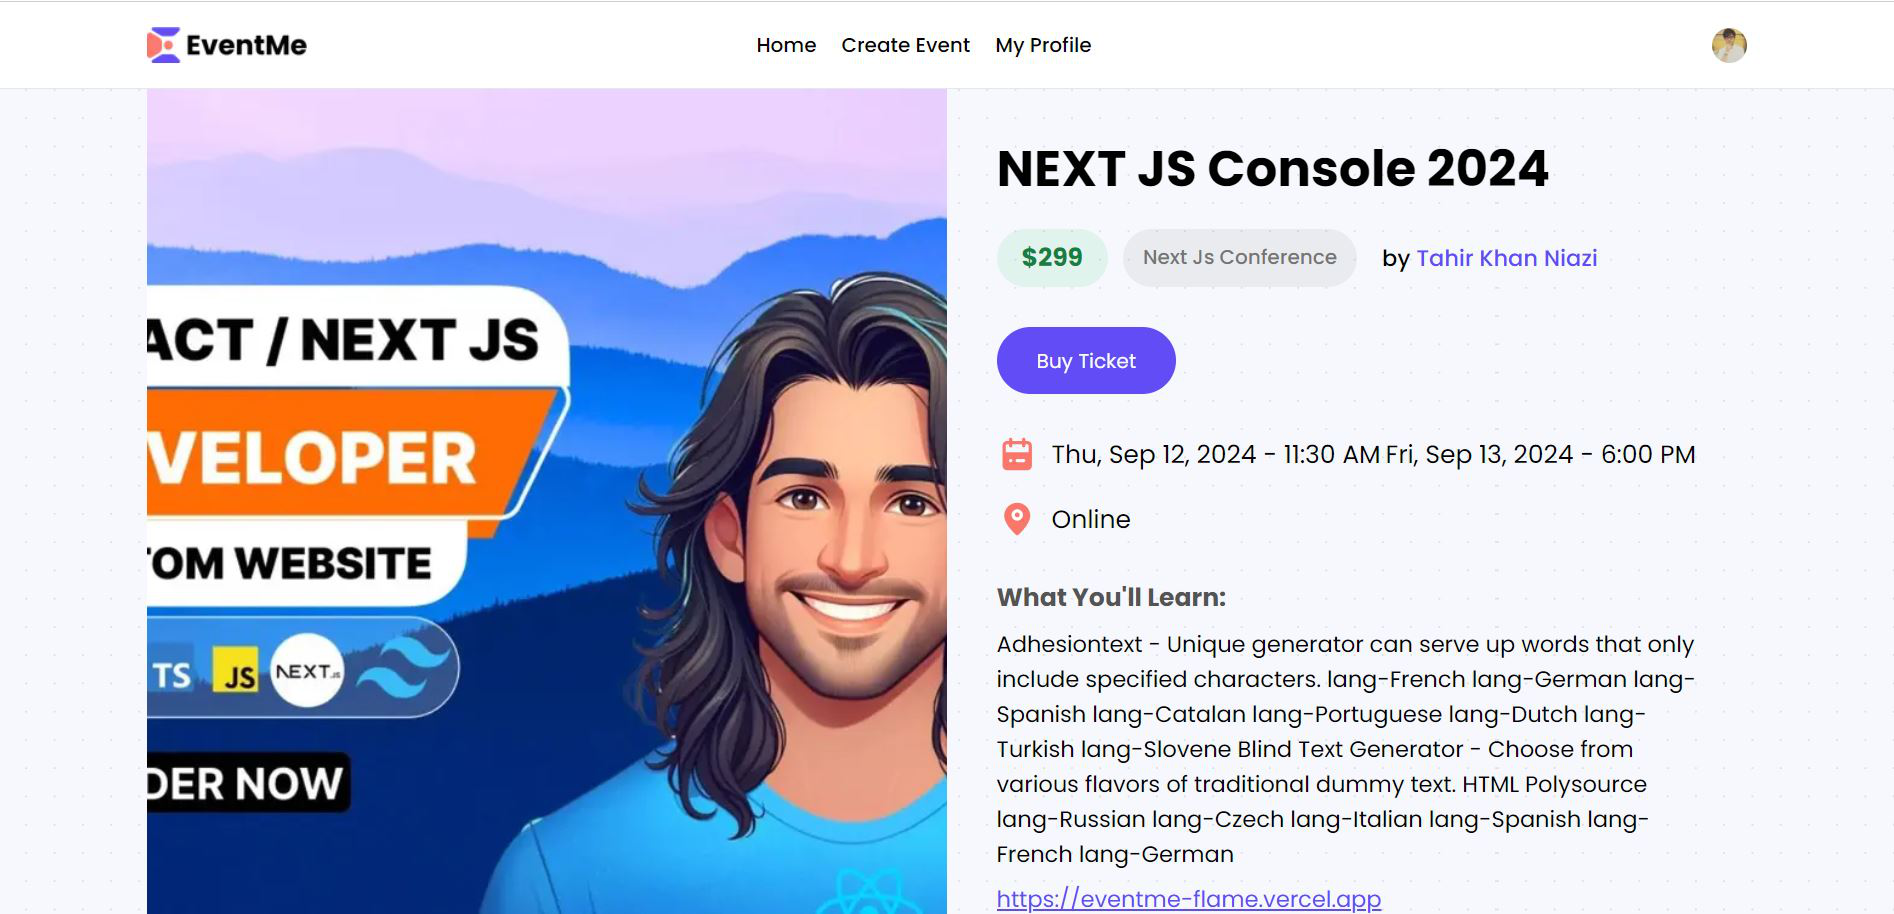 EventMe
Home Create Event My Profile
ACT / NEXT JS
VELOPER
TOM WEBSITE
TS JS NEXT.JS
DER NOW
NEXT JS Console 2024
$299 Next Js Conference by Tahir Khan Niazi
Buy Ticket
Thu, Sep 12, 2024 - 11:30 AM Fri, Sep 13, 2024 - 6:00 PM
Online
What You'll Learn:
Adhesiontext - Unique generator can serve up words that only
include specified characters. lang-French lang-German lang-
Spanish lang-Catalan lang-Portuguese lang-Dutch lang-
Turkish lang-Slovene Blind Text Generator - Choose from
various flavors of traditional dummy text. HTML Polysource
lang-Russian lang-Czech lang-Italian lang-Spanish lang-
French lang-German
https://eventme-flame.vercel.app